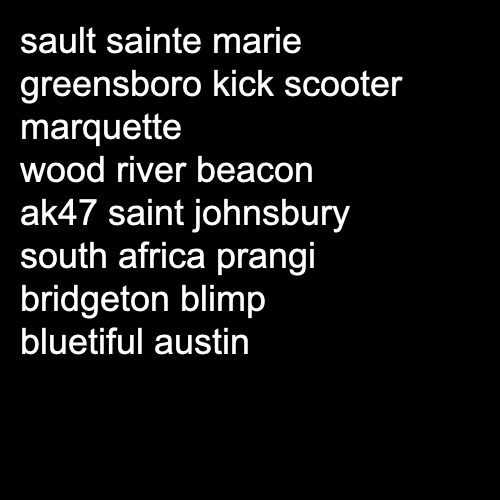 sault sainte marie
greensboro kick scooter
marquette
wood river beacon
ak47 saint johnsbury
south africa prangi
bridgeton blimp
bluetiful austin